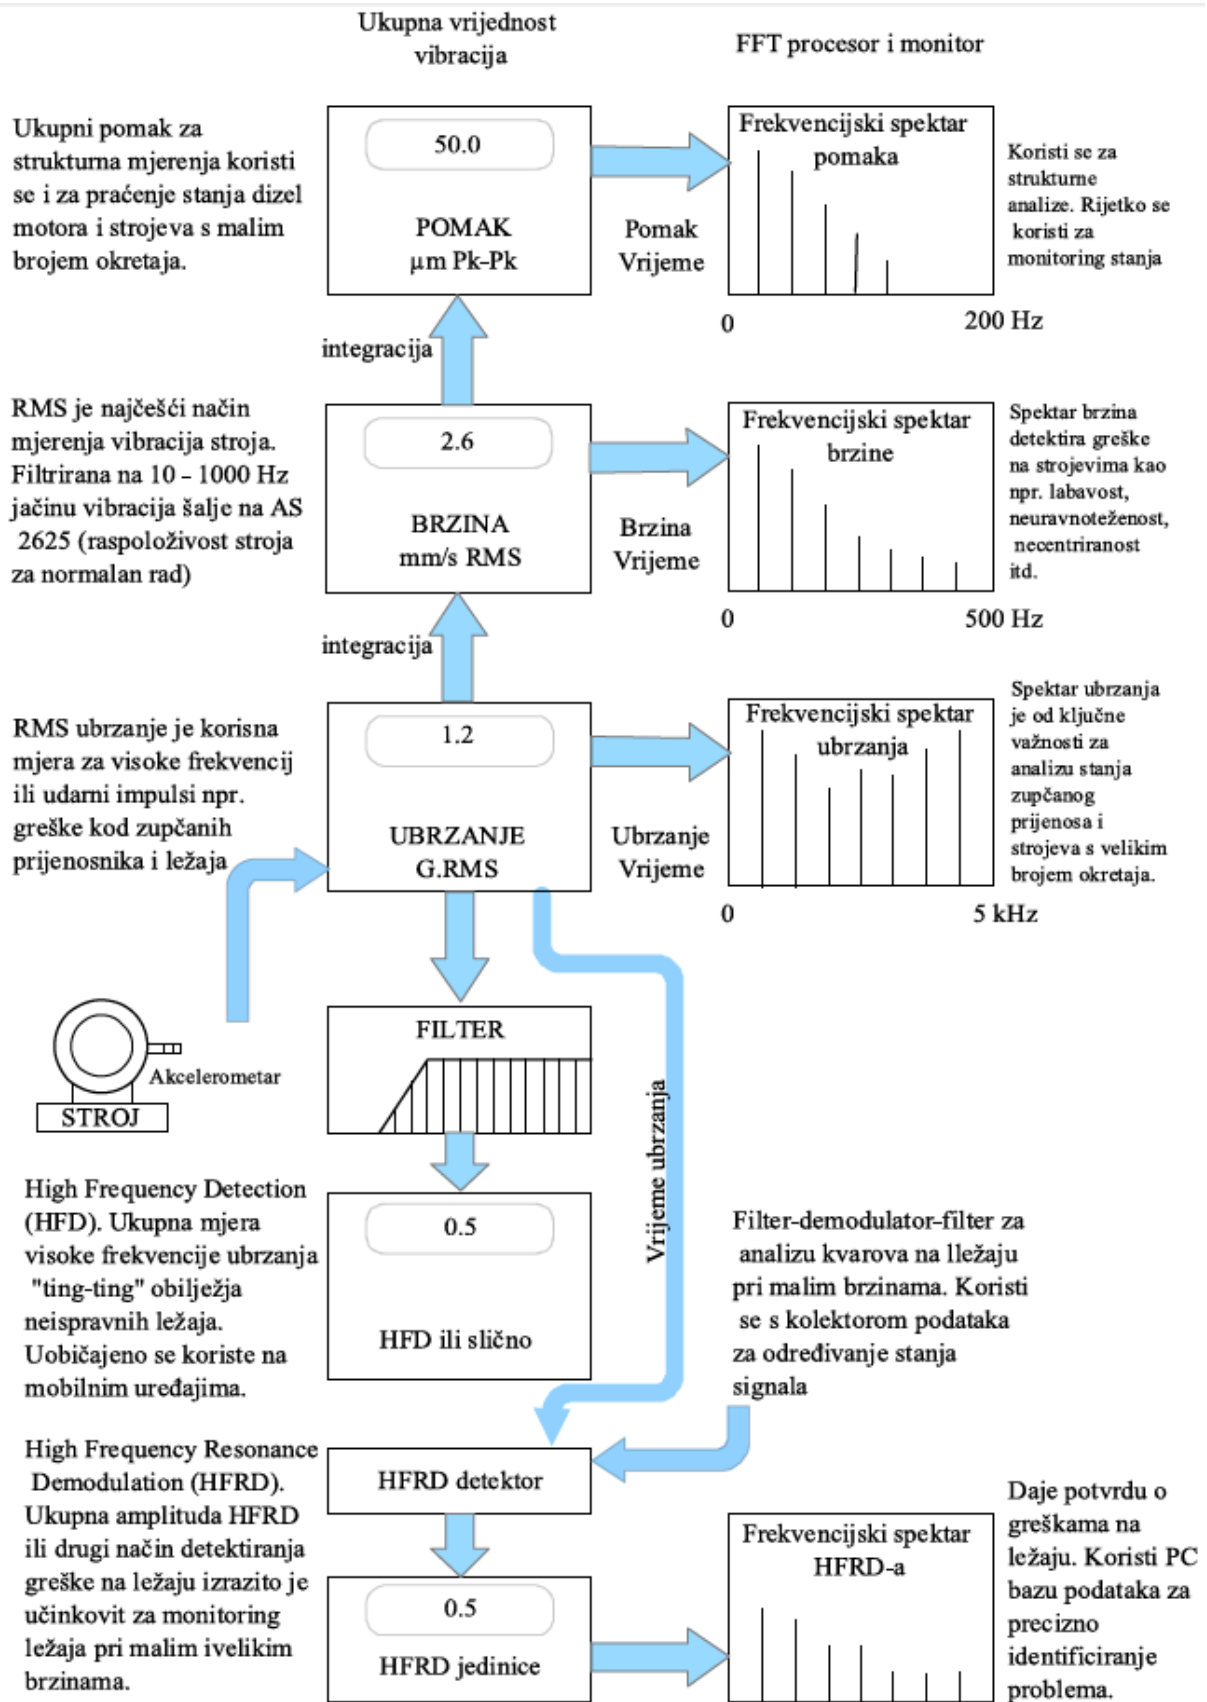 Ukupna vrijednost
vibracija
FFT procesor i monitor
Ukupni pomak za
strukturna mjerenja koristi
se i za praćenje stanja dizel
motora i strojeva s malim
brojem okretaja.
50.0
POMAK
µm Pk-Pk
Pomak
Vrijeme
Frekvencijski spektar
pomaka
0
200 Hz
Koristi se za
strukturne
analize. Rijetko se
koristi za
monitoring stanja
integracija
RMS je najčešći način
mjerenja vibracija stroja.
Filtrirana na 10 - 1000 Hz
jačinu vibracija šalje na AS
2625 (raspoloživost stroja
za normalan rad)
2.6
BRZINA
mm/s RMS
Brzina
Vrijeme
Frekvencijski spektar
brzine
0
500 Hz
Spektar brzina
detektira greške
na strojevima kao
npr. labavost,
neuravnoteženost,
necentriranost
itd.
integracija
RMS ubrzanje je korisna
mjera za visoke frekvencij
ili udarni impulsi npr.
greške kod zupčanih
prijenosnika i ležaja
1.2
UBRZANJE
G.RMS
Ubrzanje
Vrijeme
Frekvencijski spektar
ubrzanja
0
5 kHz
Spektar ubrzanja
je od ključne
važnosti za
analizu stanja
zupčanog
prijenosa i
strojeva s velikim
brojem okretaja.
Akcelerometar
STROJ
FILTER
Vrijeme ubrzanja
High Frequency Detection
(HFD). Ukupna mjera
visoke frekvencije ubrzanja
"ting-ting" obilježja
neispravnih ležaja.
Uobičajeno se koriste na
mobilnim uređajima.
0.5
HFD ili slično
Filter-demodulator-filter za
analizu kvarova na lležaju
pri malim brzinama. Koristi
se s kolektorom podataka
za određivanje stanja
signala
High Frequency Resonance
Demodulation (HFRD).
Ukupna amplituda HFRD
ili drugi način detektiranja
greške na ležaju izrazito je
učinkovit za monitoring
ležaja pri malim ivelikim
brzinama.
HFRD detektor
0.5
HFRD jedinice
Frekvencijski spektar
HFRD-a
Daje potvrdu o
greškama na
ležaju. Koristi PC
bazu podataka za
precizno
identificiranje
problema.